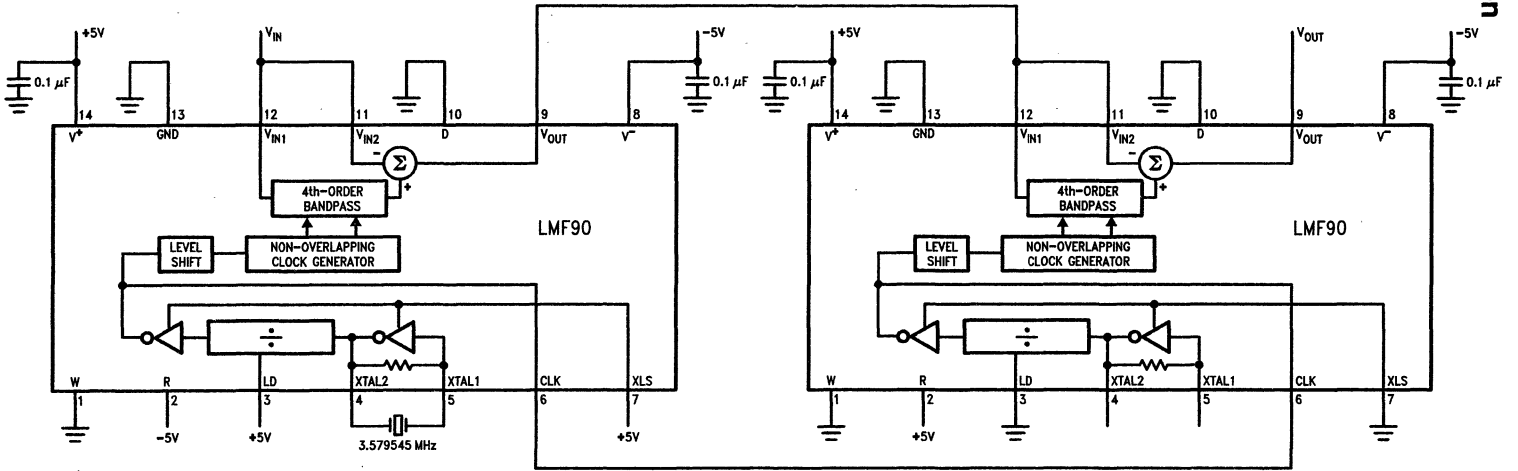 +5V
V_IN
-5V
+5V
V_OUT
-5V
0.1 μF
0.1 μF
0.1 μF
0.1 μF
14 13 12 11 10 9 8
14 13 12 11 10 9 8
V+ GND V_IN1 V_IN2 D V_OUT V-
V+ GND V_IN1 V_IN2 D V_OUT V-
- Σ +
- Σ +
4th-ORDER
BANDPASS
4th-ORDER
BANDPASS
LMF90
LMF90
LEVEL
SHIFT
NON-OVERLAPPING
CLOCK GENERATOR
LEVEL
SHIFT
NON-OVERLAPPING
CLOCK GENERATOR
÷
÷
W R LD XTAL2 XTAL1 CLK XLS
W R LD XTAL2 XTAL1 CLK XLS
1 2 3 4 5 6 7
1 2 3 4 5 6 7
-5V
+5V
3.579545 MHz
+5V
+5V